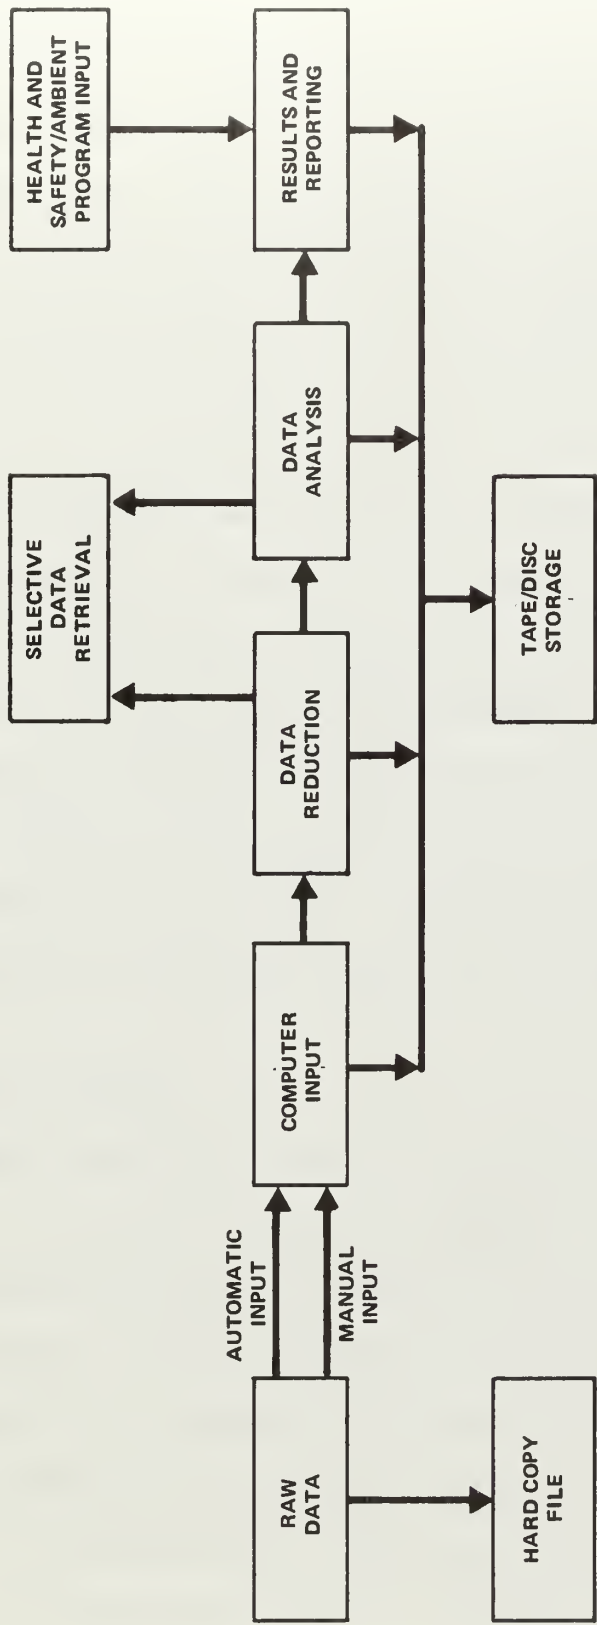 RAW
DATA
HARD COPY
FILE
AUTOMATIC
INPUT
MANUAL
INPUT
COMPUTER
INPUT
DATA
REDUCTION
SELECTIVE
DATA
RETRIEVAL
DATA
ANALYSIS
TAPE/DISC
STORAGE
HEALTH AND
SAFETY/AMBIENT
PROGRAM INPUT
RESULTS AND
REPORTING